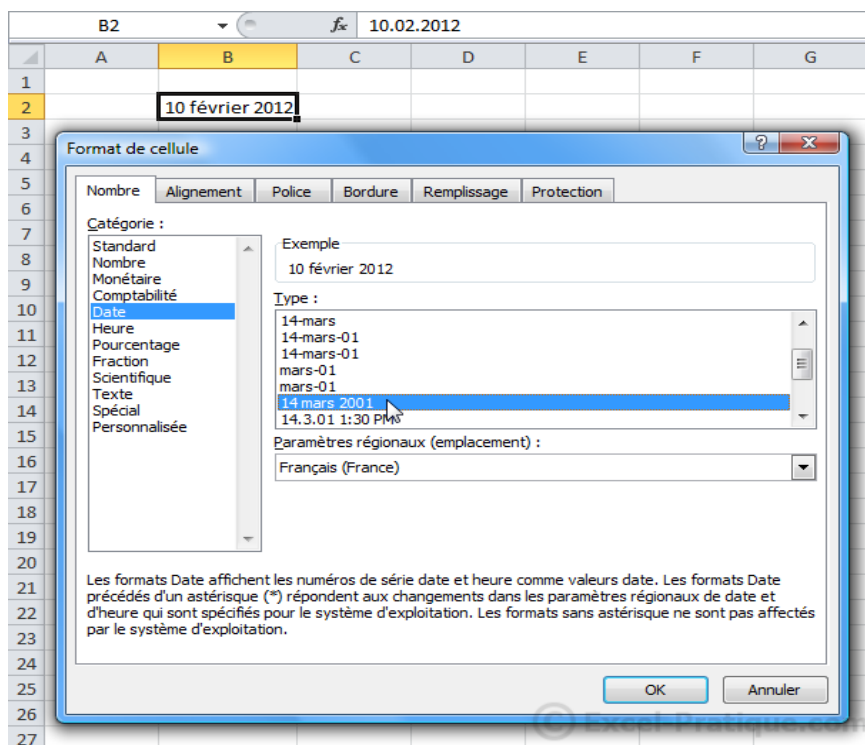 B2 fx 10.02.2012
A B C D E F G
1
2 10 février 2012
3
4
5
6
7
8
9
10
11
12
13
14
15
16
17
18
19
20
21
22
23
24
25
26
27
Format de cellule ? X
Nombre Alignement Police Bordure Remplissage Protection
Catégorie :
Standard
Nombre
Monétaire
Comptabilité
Date
Heure
Pourcentage
Fraction
Scientifique
Texte
Spécial
Personnalisée
Exemple
10 février 2012
Type :
14-mars
14-mars-01
14-mars-01
mars-01
mars-01
14 mars 2001
14.3.01 1:30 PM
Paramètres régionaux (emplacement) :
Français (France)
Les formats Date affichent les numéros de série date et heure comme valeurs date. Les formats Date
précédés d'un astérisque (*) répondent aux changements dans les paramètres régionaux de date et
d'heure qui sont spécifiés pour le système d'exploitation. Les formats sans astérisque ne sont pas affectés
par le système d'exploitation.
OK Annuler
© Excel-Pratique.com